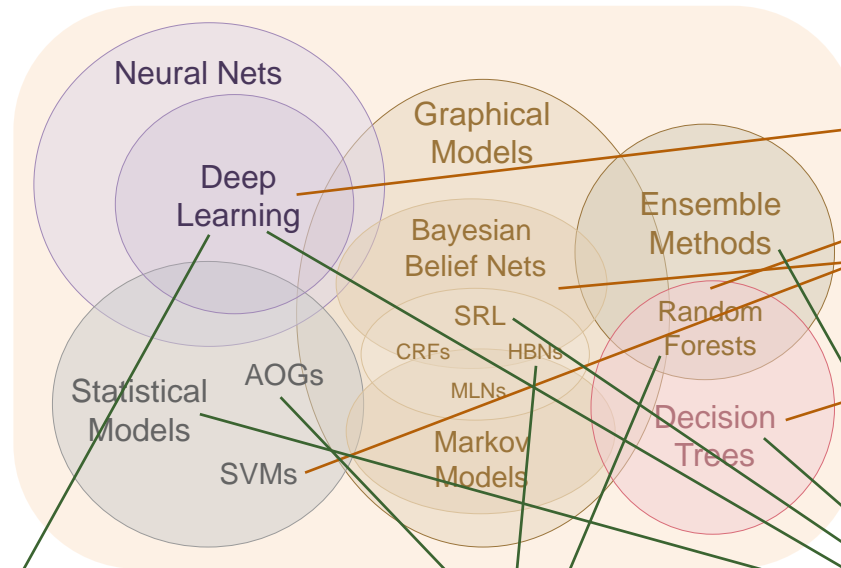 Neural Nets
Deep
Learning
Graphical
Models
Ensemble
Methods
Bayesian
Belief Nets
SRL
CRFs
HBNs
MLNs
Random
Forests
AOGs
Statistical
Models
SVMs
Markov
Models
Decision
Trees